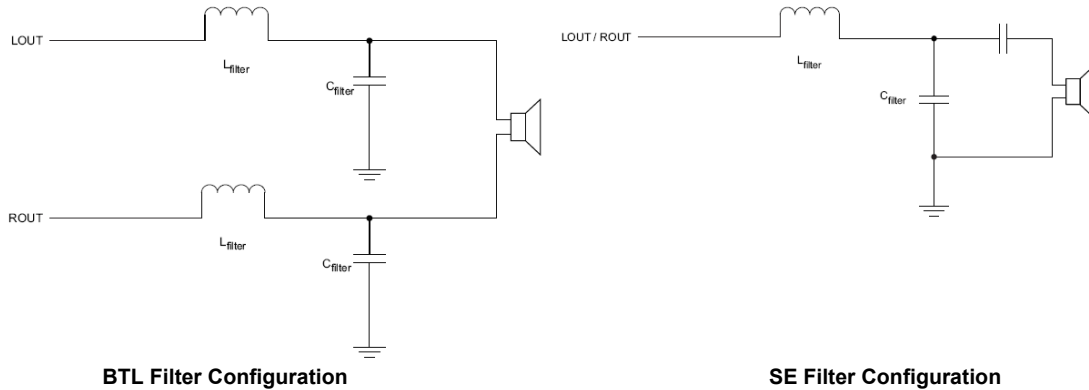 LOUT
Lfilter
Cfilter
ROUT
Lfilter
Cfilter
BTL Filter Configuration
LOUT / ROUT
Lfilter
Cfilter
SE Filter Configuration